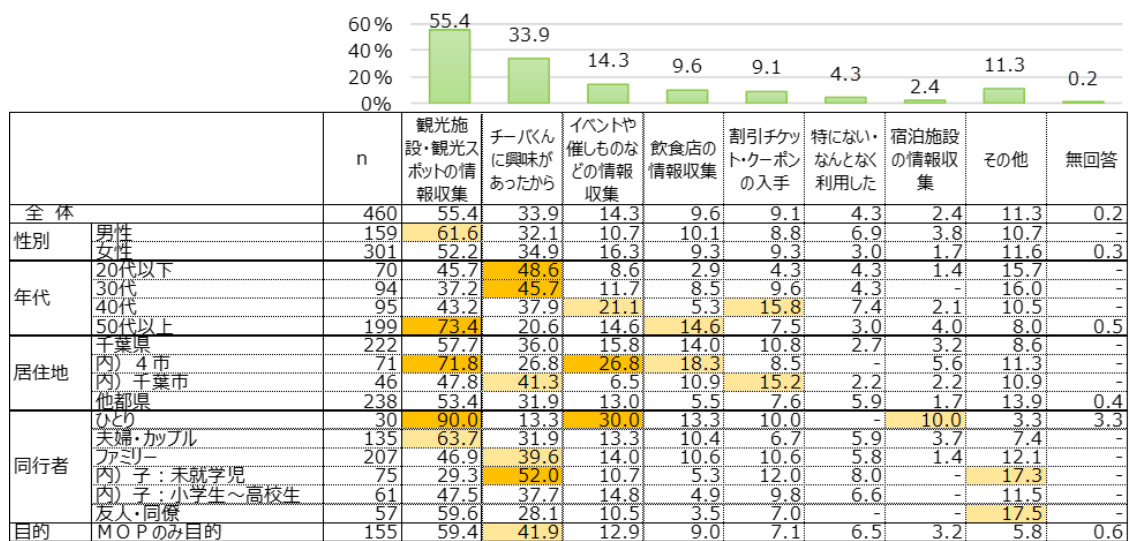 60%
40%
20%
0%
55.4 33.9 14.3 9.6 9.1 4.3 2.4 11.3 0.2
n 観光施設・観光スポットの情報収集 チーバくんに興味があったから イベントや催しものなどの情報収集 飲食店の情報収集 割引チケット・クーポンの入手 特にない・なんとなく利用した 宿泊施設の情報収集 その他 無回答
全 体 460 55.4 33.9 14.3 9.6 9.1 4.3 2.4 11.3 0.2
性別 男性 159 61.6 32.1 10.7 10.1 8.8 6.9 3.8 10.7 -
女性 301 52.2 34.9 16.3 9.3 9.3 3.0 1.7 11.6 0.3
年代 20代以下 70 45.7 48.6 8.6 2.9 4.3 4.3 1.4 15.7 -
30代 94 37.2 45.7 11.7 8.5 9.6 4.3 - 16.0 -
40代 95 43.2 37.9 21.1 5.3 15.8 7.4 2.1 10.5 -
50代以上 199 73.4 20.6 14.6 14.6 7.5 3.0 4.0 8.0 0.5
居住地 千葉県 222 57.7 36.0 15.8 14.0 10.8 2.7 3.2 8.6 -
内）４市 71 71.8 26.8 26.8 18.3 8.5 - 5.6 11.3 -
内）千葉市 46 47.8 41.3 6.5 10.9 15.2 2.2 2.2 10.9 -
他都県 238 53.4 31.9 13.0 5.5 7.6 5.9 1.7 13.9 0.4
同行者 ひとり 30 90.0 13.3 30.0 13.3 10.0 - 10.0 3.3 3.3
夫婦・カップル 135 63.7 31.9 13.3 10.4 6.7 5.9 3.7 7.4 -
ファミリー 207 46.9 39.6 14.0 10.6 10.6 5.8 1.4 12.1 -
内）子：未就学児 75 29.3 52.0 10.7 5.3 12.0 8.0 - 17.3 -
内）子：小学生～高校生 61 47.5 37.7 14.8 4.9 9.8 6.6 - 11.5 -
友人・同僚 57 59.6 28.1 10.5 3.5 7.0 - - 17.5 -
目的 ＭＯＰのみ目的 155 59.4 41.9 12.9 9.0 7.1 6.5 3.2 5.8 0.6